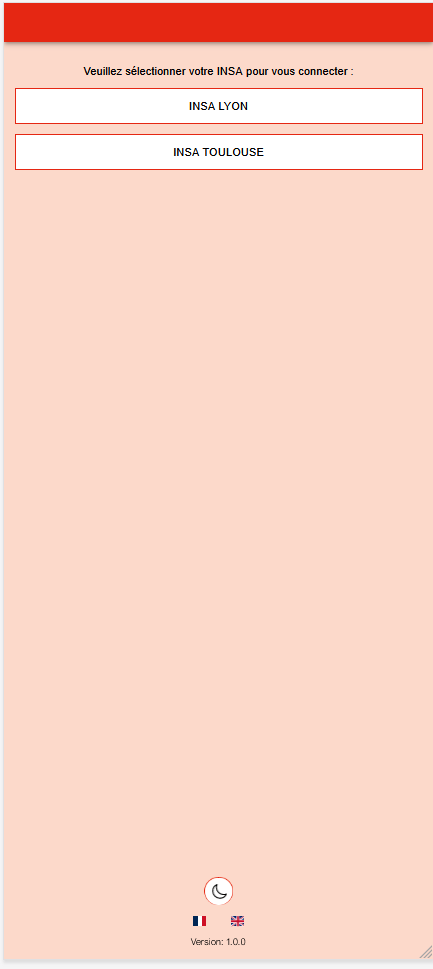 Veuillez sélectionner votre INSA pour vous connecter :
INSA LYON
INSA TOULOUSE
Version: 1.0.0